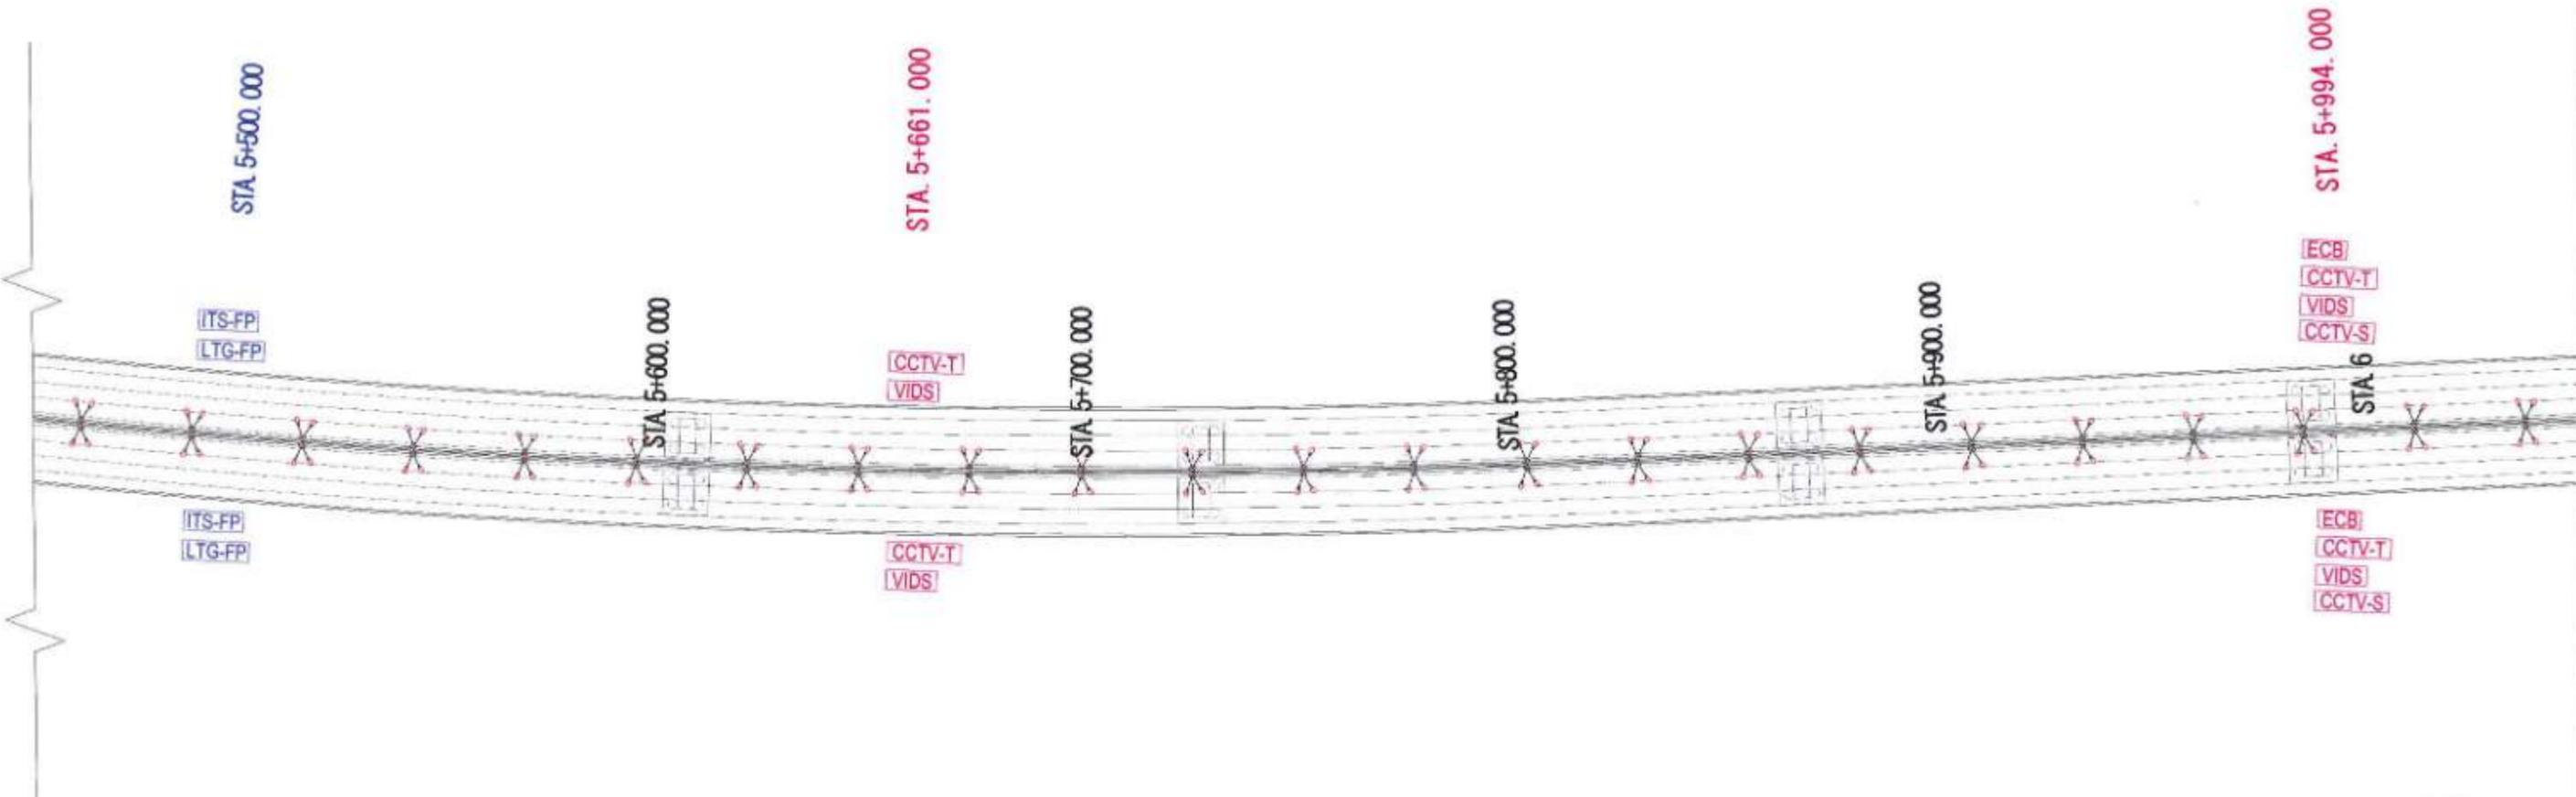 STA. 5+500.000
STA. 5+661.000
STA. 5+994.000
ECB
CCTV-T
VIDS
CCTV-S
ITS-FP
LTG-FP
CCTV-T
VIDS
STA. 5+600.000
STA. 5+700.000
STA. 5+800.000
STA. 5+900.000
STA. 6
ITS-FP
LTG-FP
CCTV-T
VIDS
ECB
CCTV-T
VIDS
CCTV-S